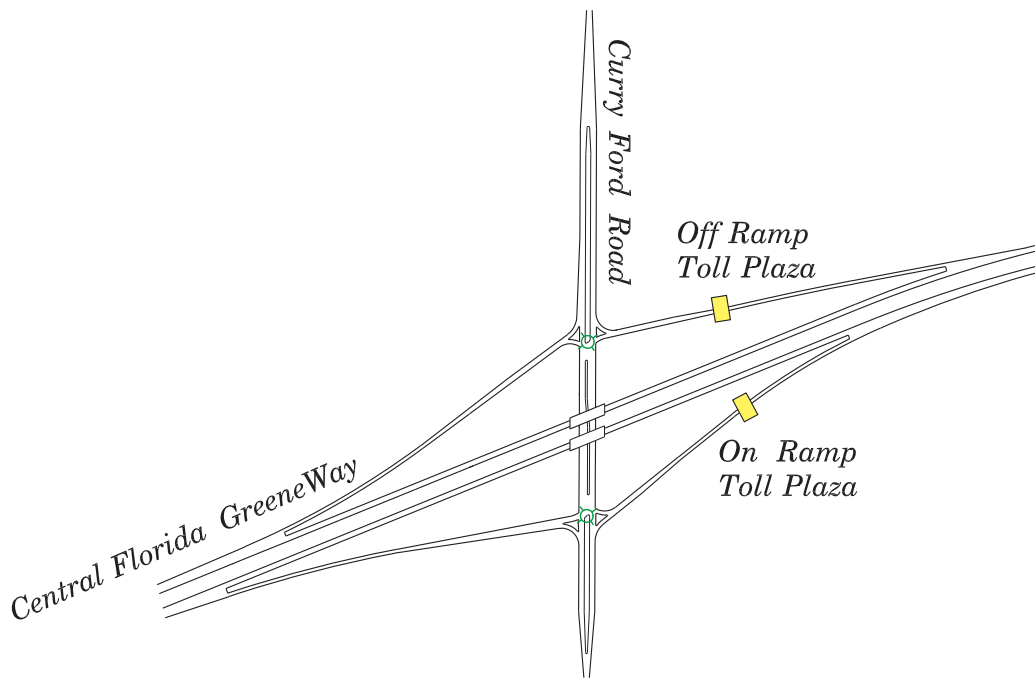 Curry Ford Road
Off Ramp
Toll Plaza
On Ramp
Toll Plaza
Central Florida GreeneWay